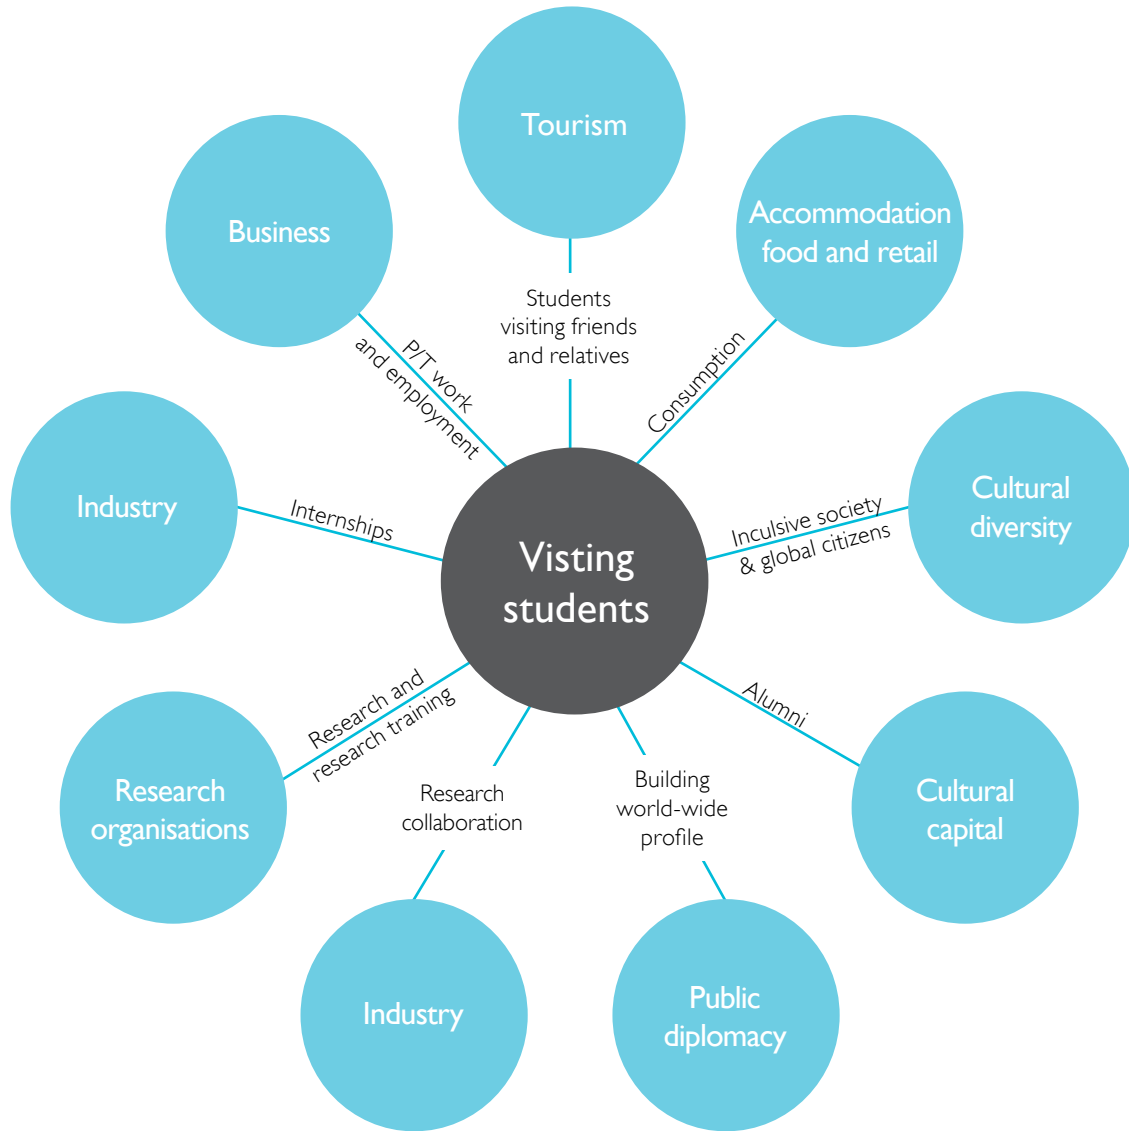 Tourism
Accommodation
food and retail
Business
Students
visiting friends
and relatives
P/T work
and employment
Consumption
Cultural
diversity
Industry
Internships
Inculsive society
& global citizens
Visting
students
Research and
research training
Alumni
Research
organisations
Research
collaboration
Building
world-wide
profile
Cultural
capital
Industry
Public
diplomacy